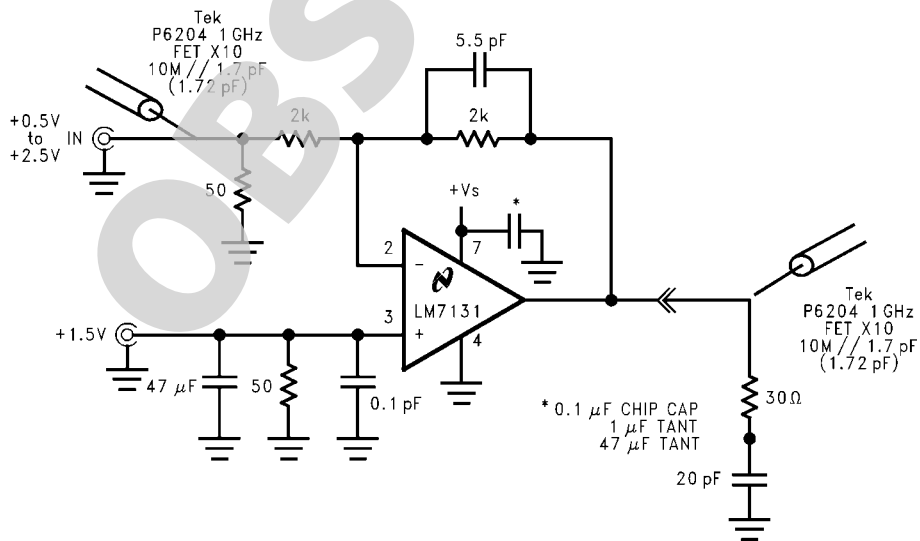 Tek
P6204 1 GHz
FET X10
10M // 1.7 pF
(1.72 pF)
5.5 pF
2k
2k
+0.5V
to
+2.5V
IN
50
+Vs
*
2
7
-
LM7131
3
+
4
+1.5V
47 µF
50
0.1 pF
Tek
P6204 1 GHz
FET X10
10M // 1.7 pF
(1.72 pF)
30Ω
* 0.1 µF CHIP CAP
1 µF TANT
47 µF TANT
20 pF
OBS